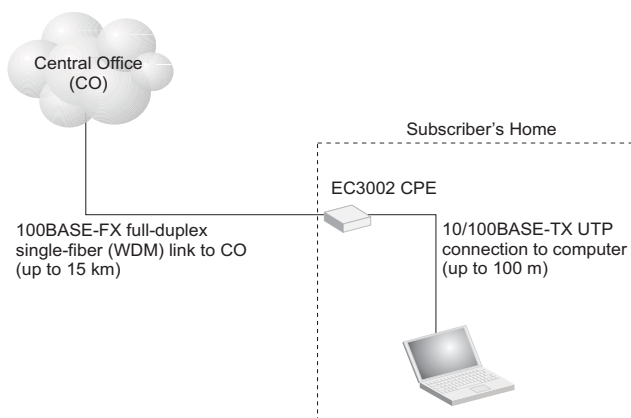 Central Office
(CO)
Subscriber's Home
EC3002 CPE
100BASE-FX full-duplex
single-fiber (WDM) link to CO
(up to 15 km)
10/100BASE-TX UTP
connection to computer
(up to 100 m)